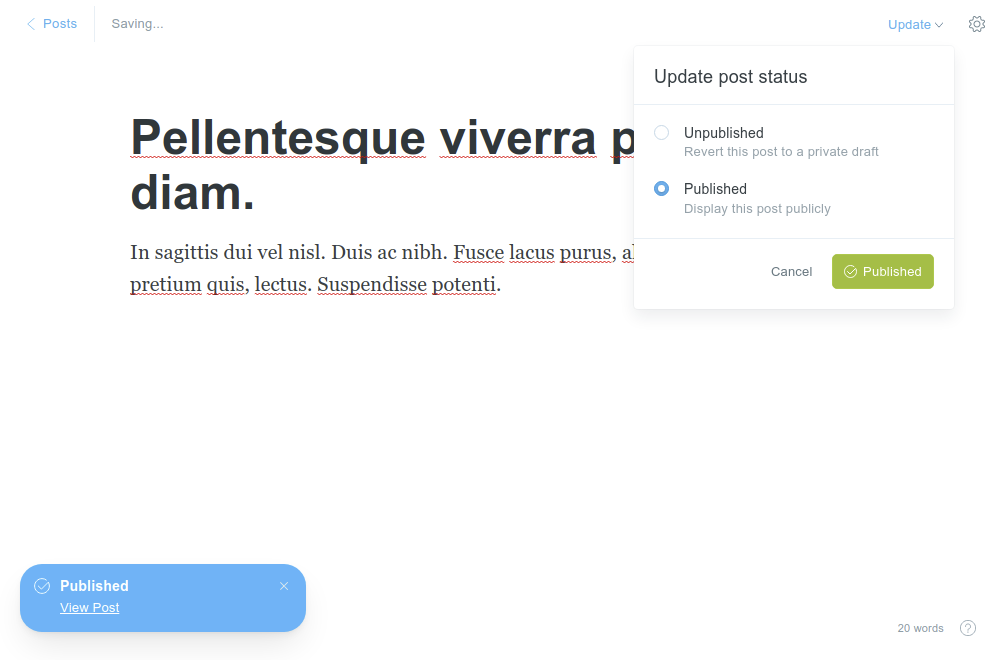 Posts
Saving...
Update
Update post status
Unpublished
Revert this post to a private draft
Published
Display this post publicly
Cancel
Published
Pellentesque viverra
diam.
In sagittis dui vel nisl. Duis ac nibh. Fusce lacus purus,
pretium quis, lectus. Suspendisse potenti.
Published
View Post
20 words
?